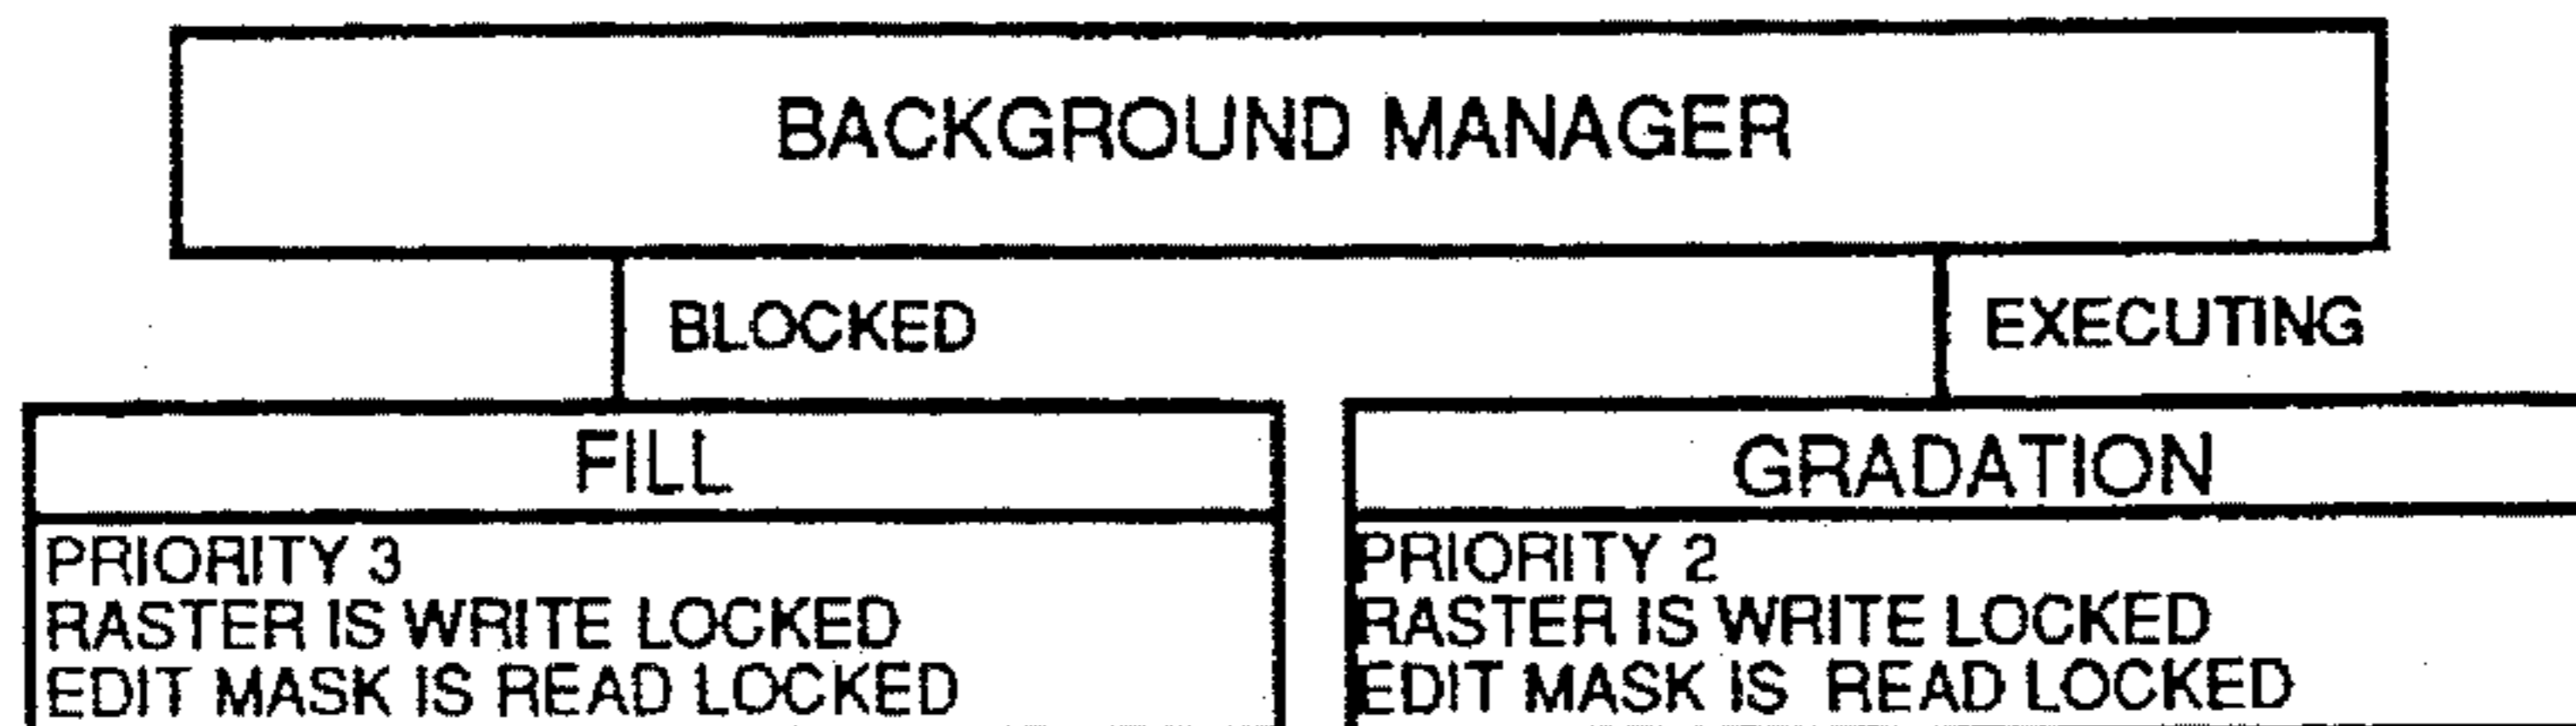 BACKGROUND MANAGER
BLOCKED
EXECUTING
FILL
PRIORITY 3
RASTER IS WRITE LOCKED
EDIT MASK IS READ LOCKED
GRADATION
PRIORITY 2
RASTER IS WRITE LOCKED
EDIT MASK IS READ LOCKED